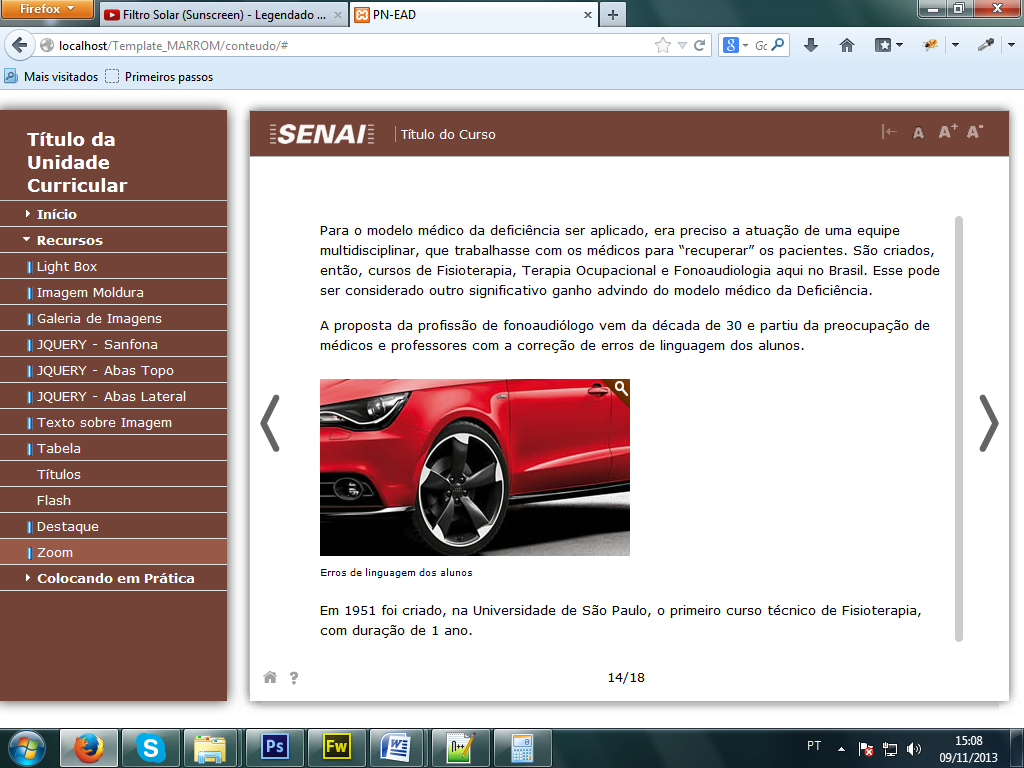 Firefox
Filtro Solar (Sunscreen) - Legendado ...
PN-EAD
localhost/Template_MARROM/conteudo/#
Mais visitados
Primeiros passos
Título da
Unidade
Curricular
Início
Recursos
Light Box
Imagem Moldura
Galeria de Imagens
JQUERY - Sanfona
JQUERY - Abas Topo
JQUERY - Abas Lateral
Texto sobre Imagem
Tabela
Títulos
Flash
Destaque
Zoom
Colocando em Prática
SENAI
Título do Curso
A A+ A-
Para o modelo médico da deficiência ser aplicado, era preciso a atuação de uma equipe
multidisciplinar, que trabalhasse com os médicos para “recuperar” os pacientes. São criados,
então, cursos de Fisioterapia, Terapia Ocupacional e Fonoaudiologia aqui no Brasil. Esse pode
ser considerado outro significativo ganho advindo do modelo médico da Deficiência.
A proposta da profissão de fonoaudiólogo vem da década de 30 e partiu da preocupação de
médicos e professores com a correção de erros de linguagem dos alunos.
Erros de linguagem dos alunos
Em 1951 foi criado, na Universidade de São Paulo, o primeiro curso técnico de Fisioterapia,
com duração de 1 ano.
?
14/18
Ps
Fw
PT
15:08
09/11/2013